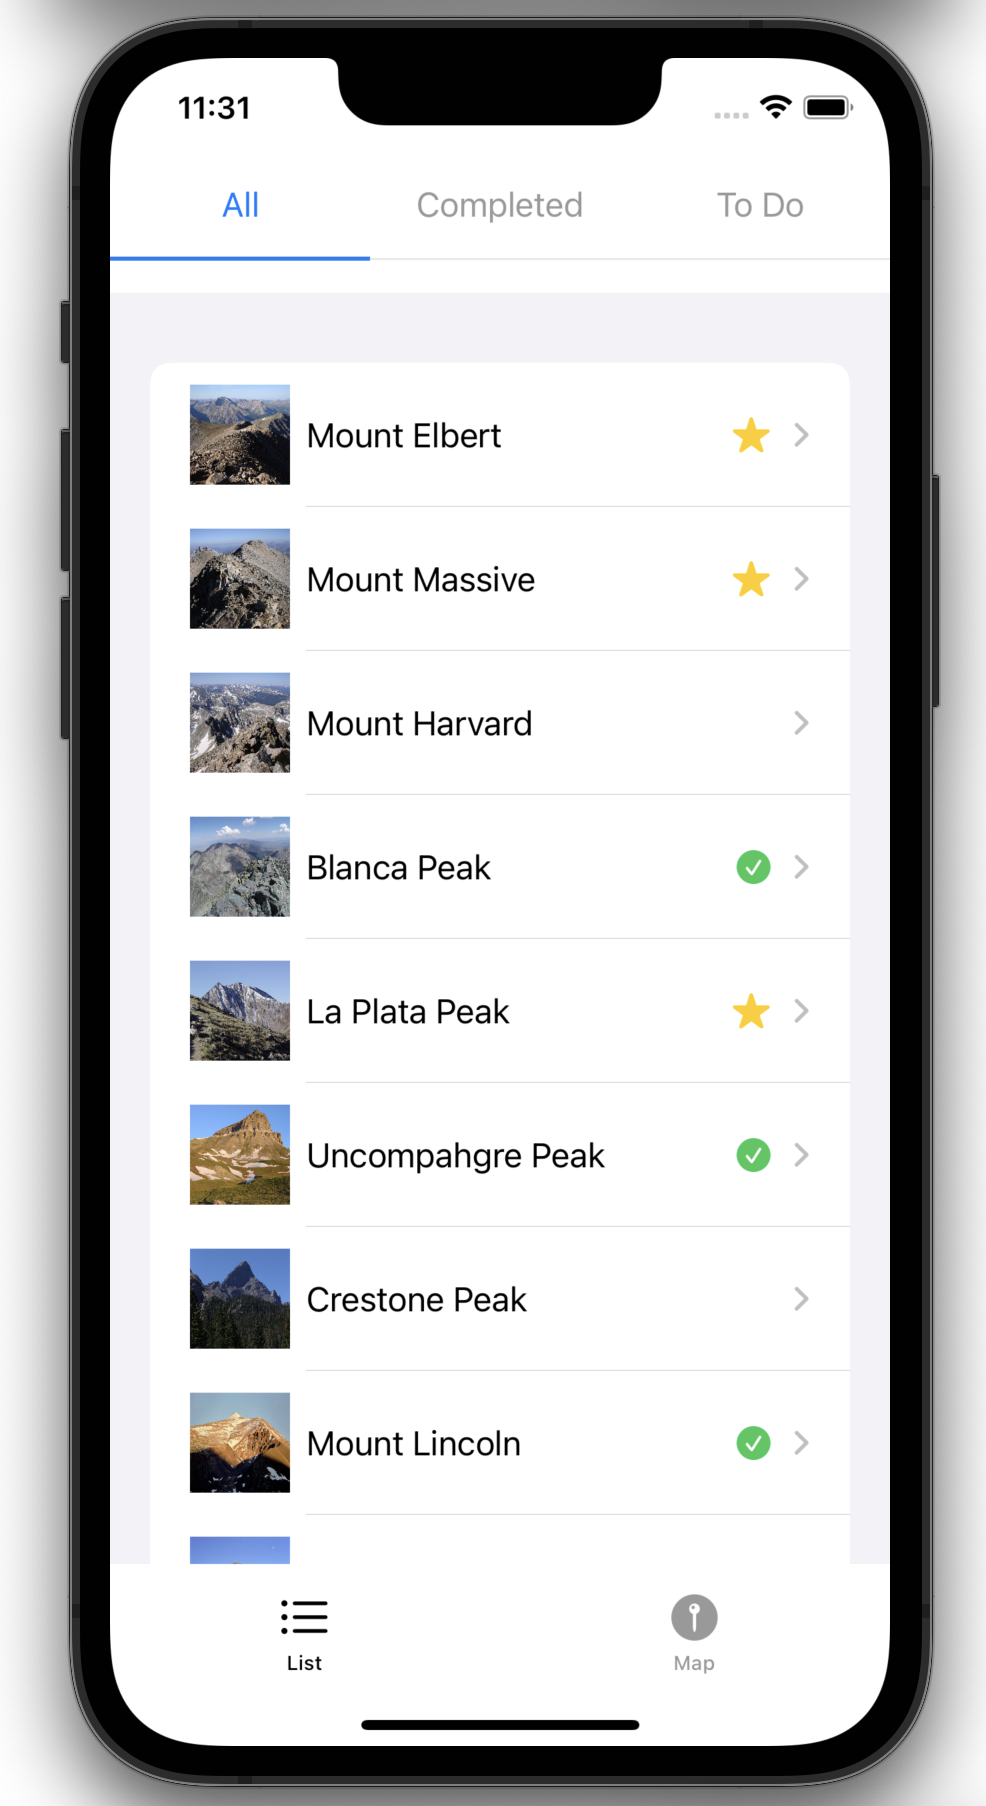 11:31
All Completed To Do
Mount Elbert
Mount Massive
Mount Harvard
Blanca Peak
La Plata Peak
Uncompahgre Peak
Crestone Peak
Mount Lincoln
List Map